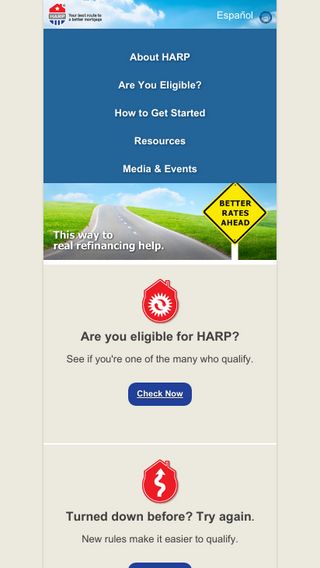 HARP
Your best route to
a better mortgage
Español
About HARP
Are You Eligible?
How to Get Started
Resources
Media & Events
BETTER
RATES
AHEAD
This way to
real refinancing help.
Are you eligible for HARP?
See if you're one of the many who qualify.
Check Now
Turned down before? Try again.
New rules make it easier to qualify.